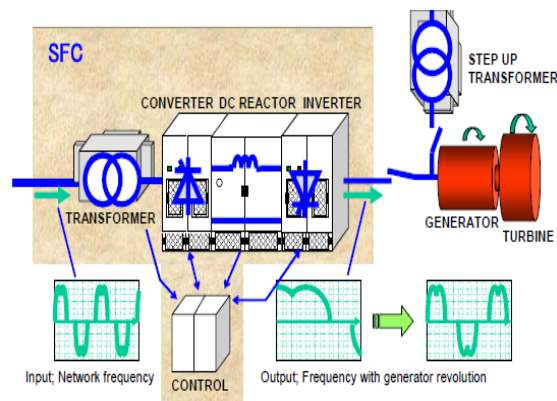 SFC
STEP UP
TRANSFORMER
CONVERTER DC REACTOR INVERTER
TRANSFORMER
GENERATOR
TURBINE
CONTROL
Input; Network frequency
Output; Frequency with generator revolution